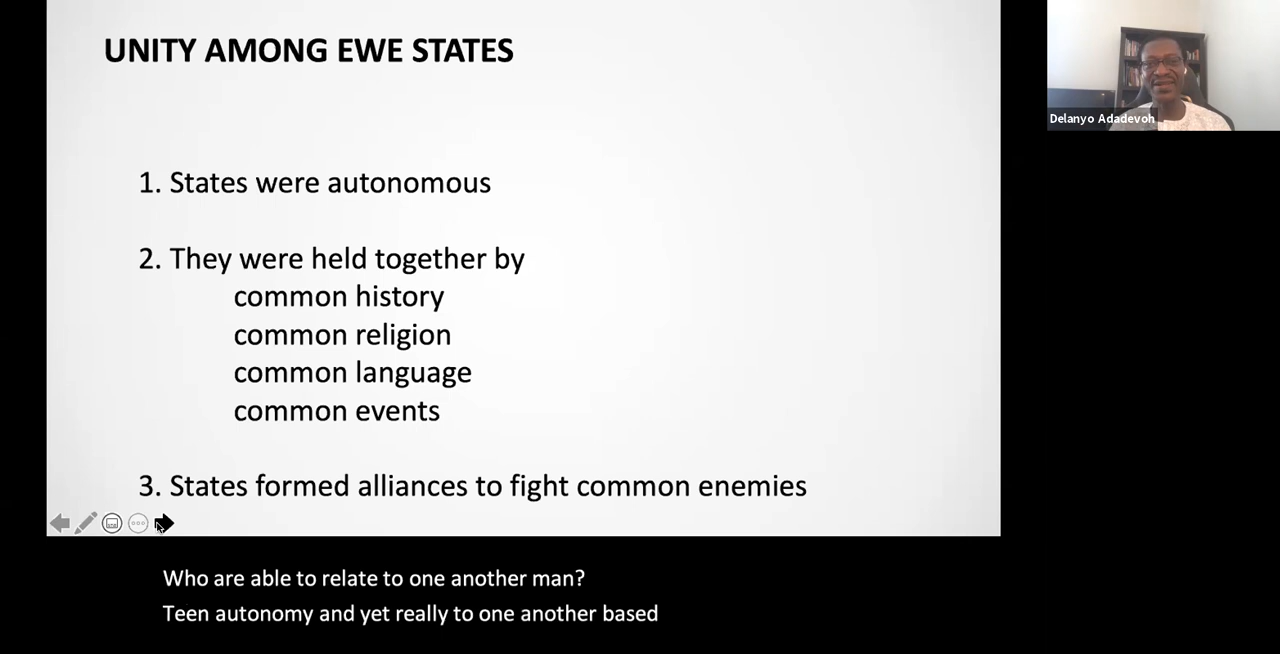 UNITY AMONG EWE STATES
1. States were autonomous
2. They were held together by
common history
common religion
common language
common events
3. States formed alliances to fight common enemies
Delanyo Adadevoh
Who are able to relate to one another man?
Teen autonomy and yet really to one another based